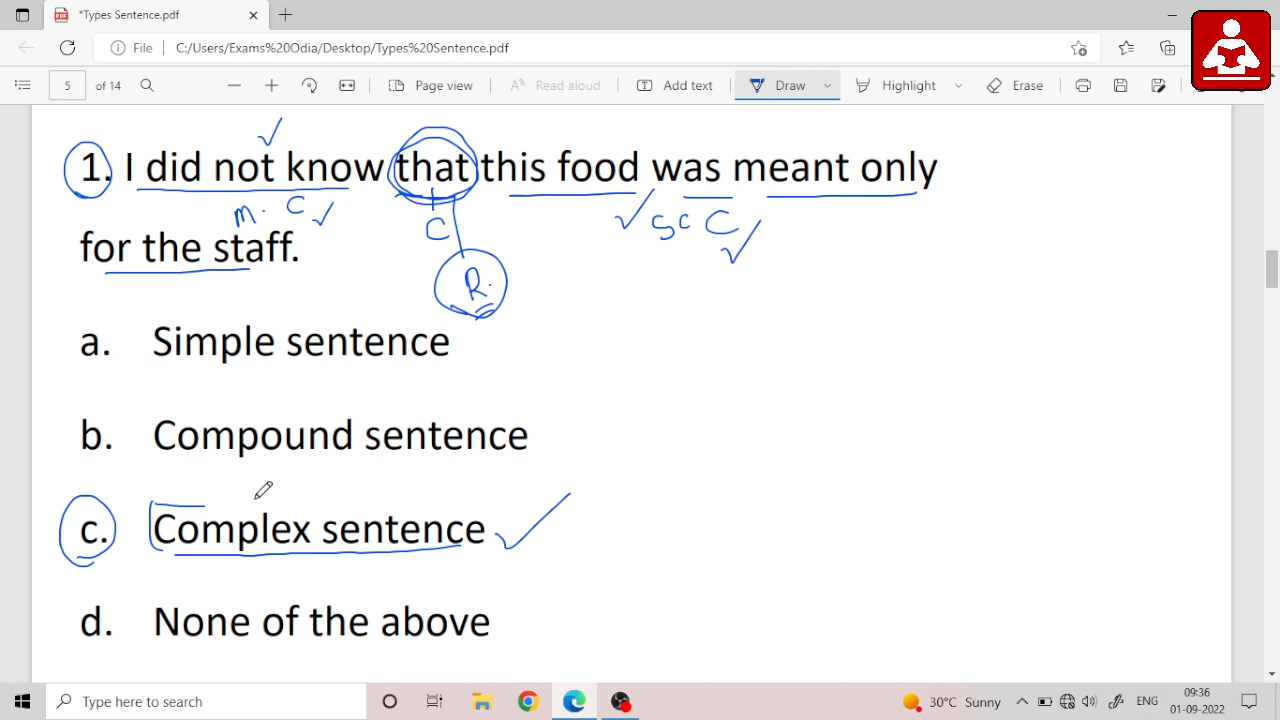 *Types Sentence.pdf
File C:/Users/Exams%20Odia/Desktop/Types%20Sentence.pdf
5 of 14 Page view Read aloud Add text Draw Highlight Erase
1. I did not know that this food was meant only
m. C C SC C
for the staff.
R.
a. Simple sentence
b. Compound sentence
c. Complex sentence
d. None of the above
Type here to search 30°C Sunny ENG 09:36
01-09-2022